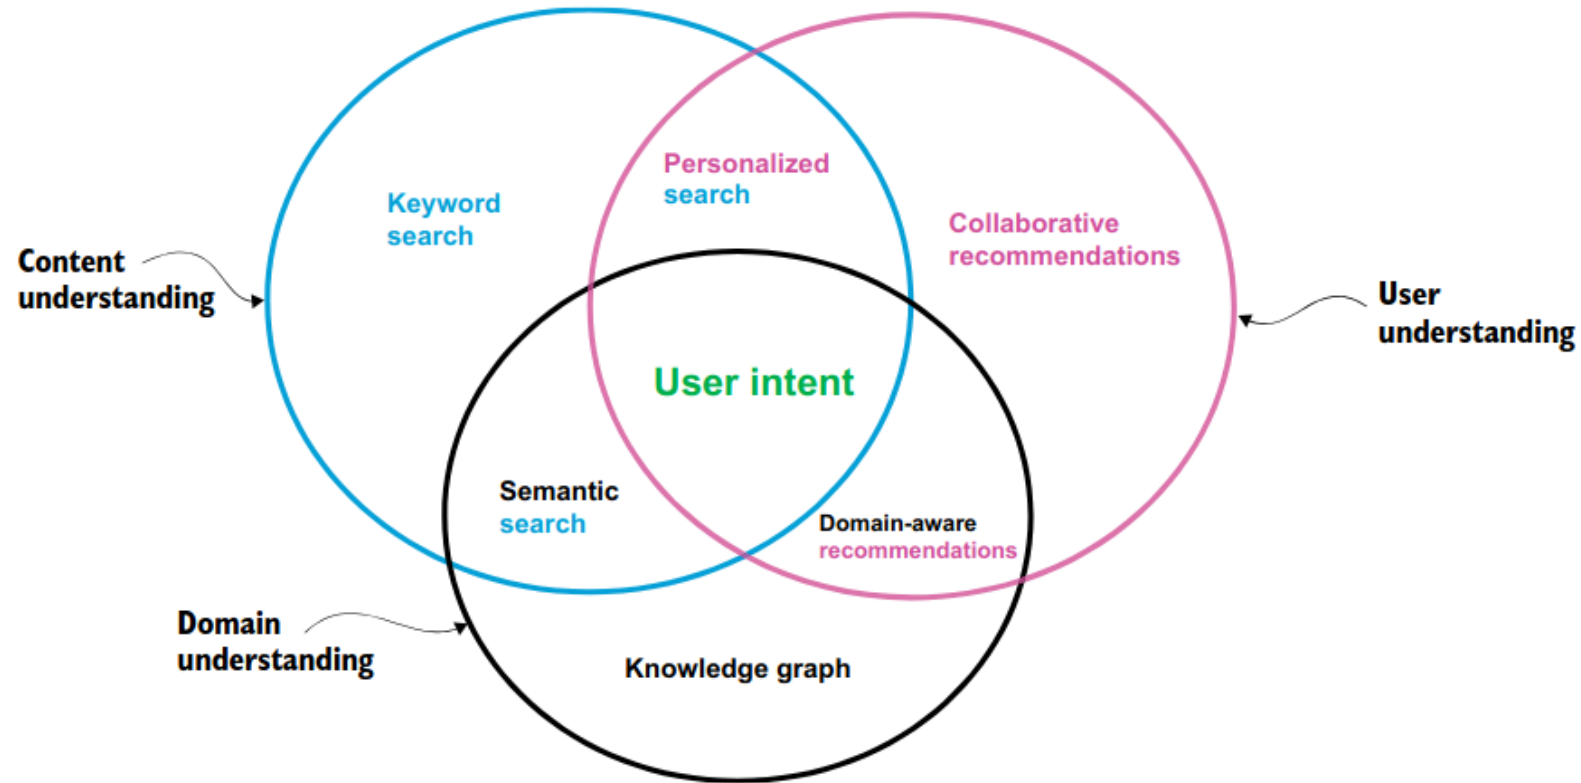 Personalized
search
Keyword
search
Collaborative
recommendations
Content
understanding
User
understanding
User intent
Semantic
search
Domain-aware
recommendations
Domain
understanding
Knowledge graph